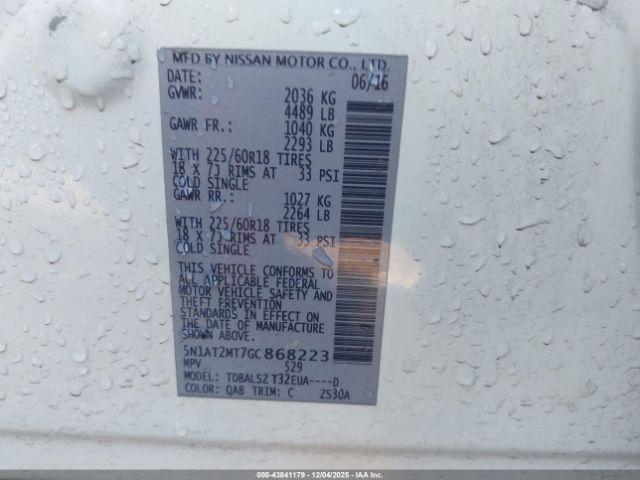 MFD BY NISSAN MOTOR CO., LTD.
DATE: 06/16
GVWR: 2036 KG
4489 LB
GAWR FR.: 1040 KG
2293 LB
WITH 225/60R18 TIRES
18 X 7J RIMS AT 33 PSI
COLD SINGLE
GAWR RR.: 1027 KG
2264 LB
WITH 225/60R18 TIRES
18 X 7J RIMS AT 33 PSI
COLD SINGLE
THIS VEHICLE CONFORMS TO
ALL APPLICABLE FEDERAL
MOTOR VEHICLE SAFETY AND
THEFT PREVENTION
STANDARDS IN EFFECT ON
THE DATE OF MANUFACTURE
SHOWN ABOVE.
5N1AT2MT7GC868223
MPV S29
MODEL: TDBALSZ T32EUA----D
COLOR: QAB TRIM: C ZS30A
000-43841179 | 12/04/2025 - IAAI.COM